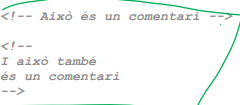 <!-- Això és un comentari -->
<!--
I això també
és un comentari
-->